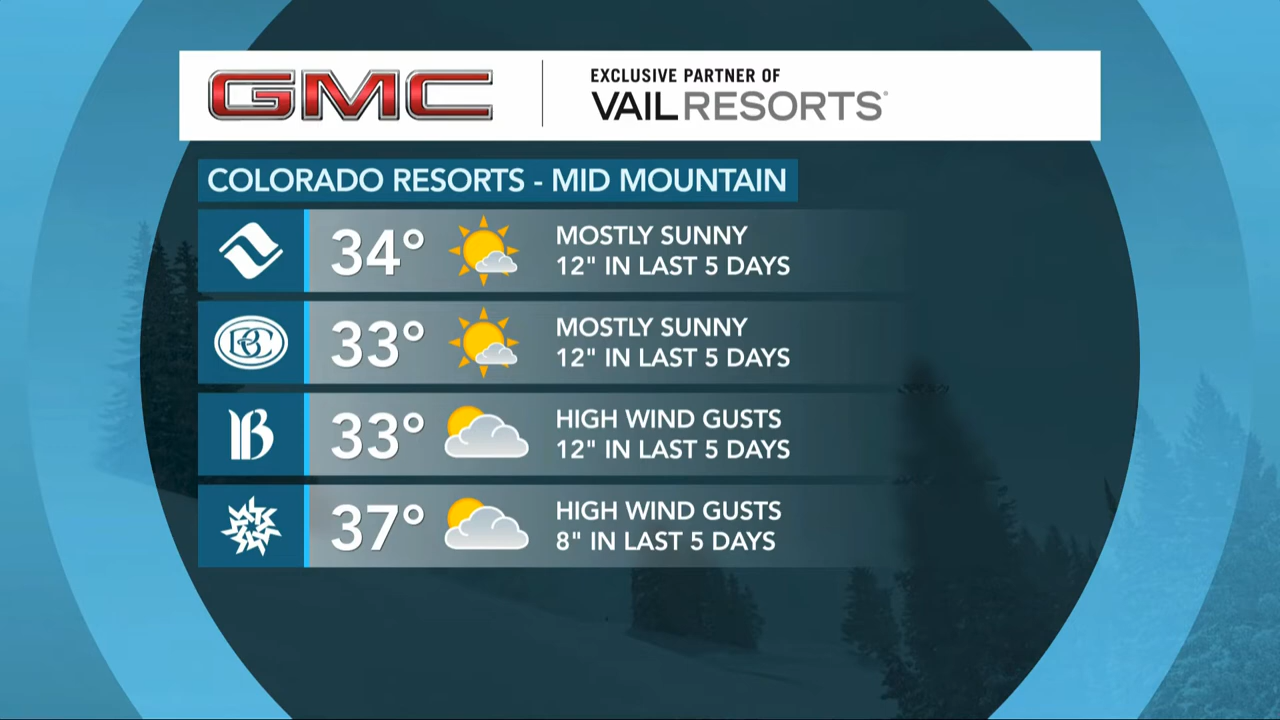 GMC
EXCLUSIVE PARTNER OF
VAIL RESORTS®
COLORADO RESORTS - MID MOUNTAIN
34°
MOSTLY SUNNY
12" IN LAST 5 DAYS
BC
33°
MOSTLY SUNNY
12" IN LAST 5 DAYS
B
33°
HIGH WIND GUSTS
12" IN LAST 5 DAYS
37°
HIGH WIND GUSTS
8" IN LAST 5 DAYS